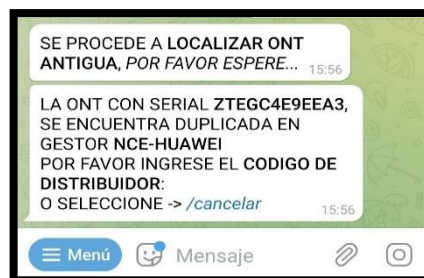 SE PROCEDE A LOCALIZAR ONT
ANTIGUA, POR FAVOR ESPERE... 15:56
LA ONT CON SERIAL ZTEGC4E9EEA3,
SE ENCUENTRA DUPLICADA EN
GESTOR NCE-HUAWEI
POR FAVOR INGRESE EL CODIGO DE
DISTRIBUIDOR:
O SELECCIONE -> /cancelar 15:56
Menú Mensaje